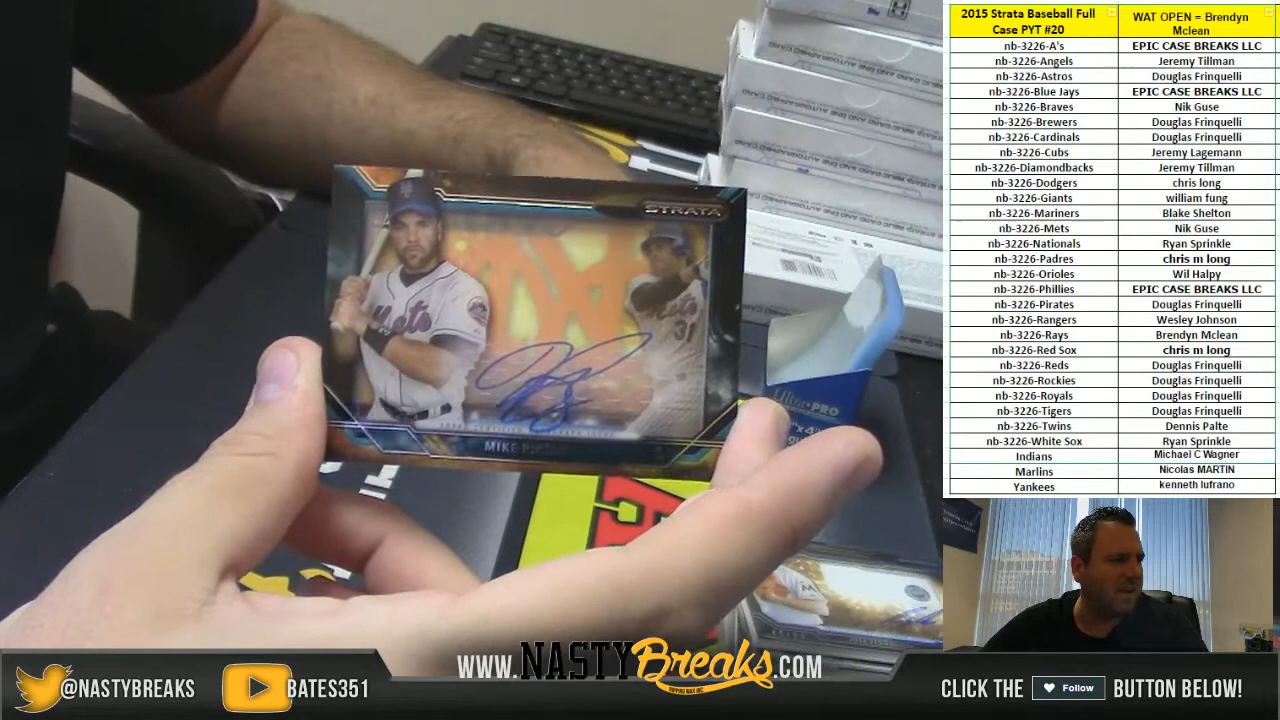 2015 Strata Baseball Full Case PYT #20 WAT OPEN = Brendyn Mclean
nb-3226-A's EPIC CASE BREAKS LLC
nb-3226-Angels Jeremy Tillman
nb-3226-Astros Douglas Frinquelli
nb-3226-Blue Jays EPIC CASE BREAKS LLC
nb-3226-Braves Nik Guse
nb-3226-Brewers Douglas Frinquelli
nb-3226-Cardinals Douglas Frinquelli
nb-3226-Cubs Jeremy Lagemann
nb-3226-Diamondbacks Jeremy Tillman
nb-3226-Dodgers chris long
nb-3226-Giants william fung
nb-3226-Mariners Blake Shelton
nb-3226-Mets Nik Guse
nb-3226-Nationals Ryan Sprinkle
nb-3226-Padres chris m long
nb-3226-Orioles Wil Halpy
nb-3226-Phillies EPIC CASE BREAKS LLC
nb-3226-Pirates Douglas Frinquelli
nb-3226-Rangers Wesley Johnson
nb-3226-Rays Brendyn Mclean
nb-3226-Red Sox chris m long
nb-3226-Reds Douglas Frinquelli
nb-3226-Rockies Douglas Frinquelli
nb-3226-Royals Douglas Frinquelli
nb-3226-Tigers Douglas Frinquelli
nb-3226-Twins Dennis Palte
nb-3226-White Sox Ryan Sprinkle
Indians Michael C Wagner
Marlins Nicolas MARTIN
Yankees kenneth lufrano
STRATA
Mets
Mets
31
MIKE
Ultra·PRO
@NASTYBREAKS
BATES351
WWW.NASTYBreaks.COM
RIPPING WAX INC.
CLICK THE Follow BUTTON BELOW!